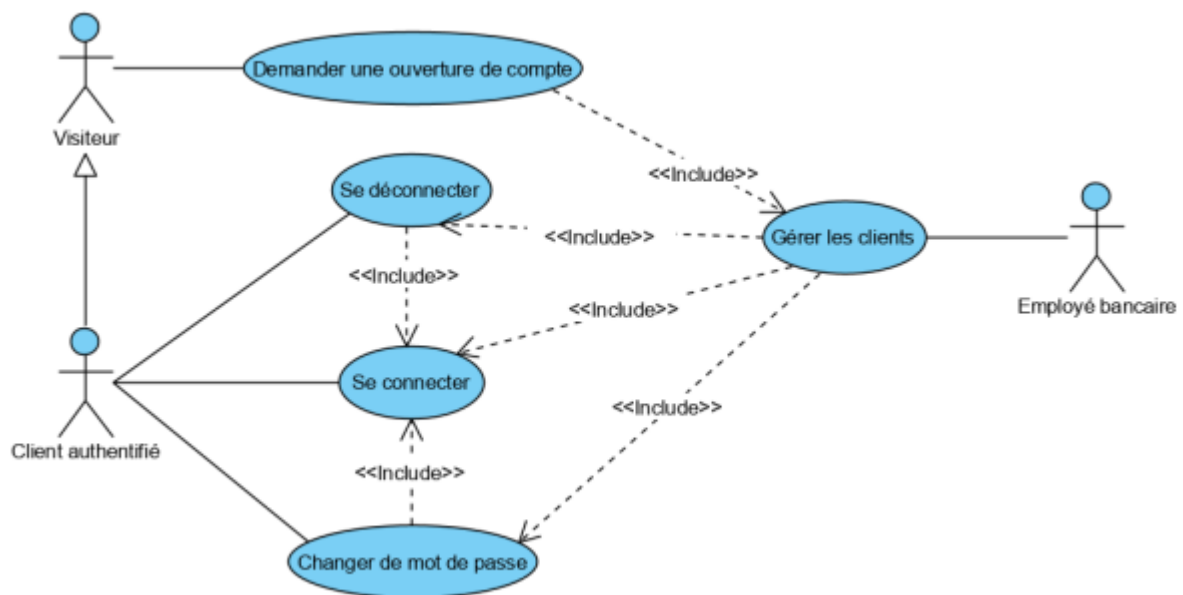 Demander une ouverture de compte
Visiteur
<<Include>>
Se déconnecter
<<Include>>
Gérer les clients
<<Include>>
Employé bancaire
<<Include>>
Se connecter
<<Include>>
Client authentifié
<<Include>>
Changer de mot de passe